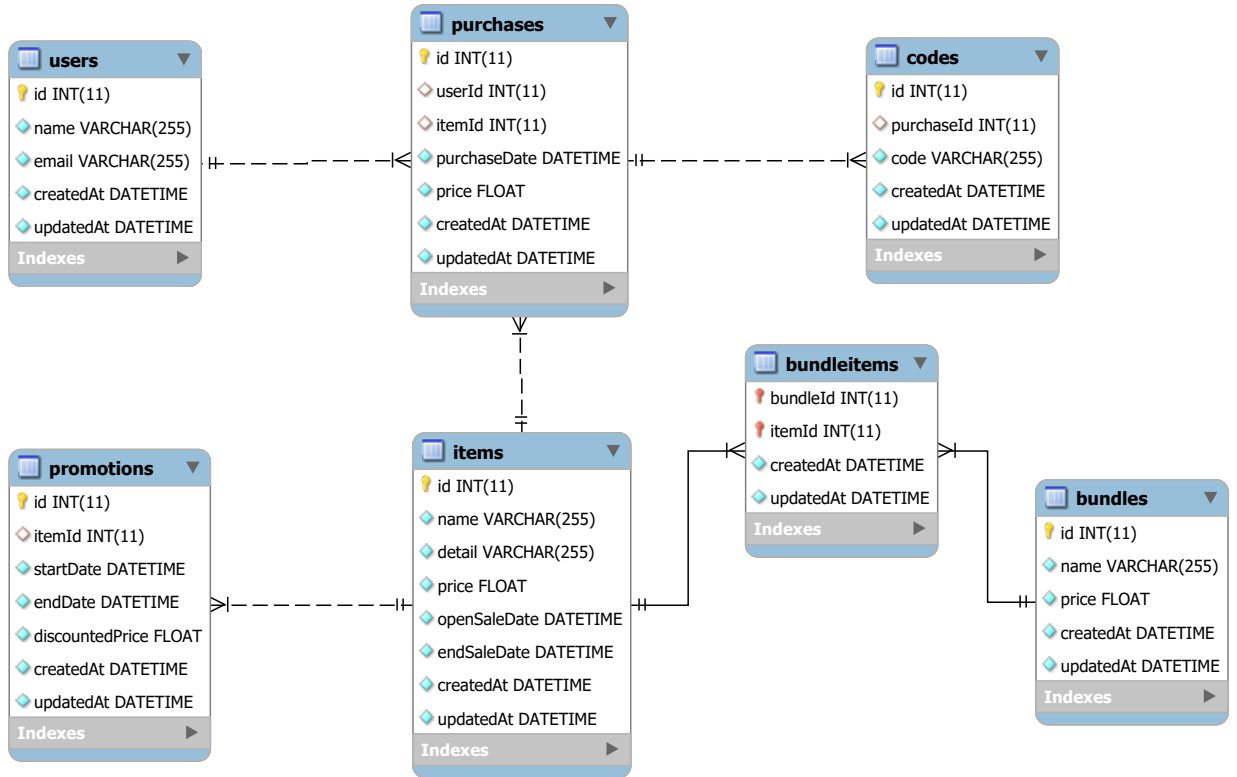 users
id INT(11)
name VARCHAR(255)
email VARCHAR(255)
createdAt DATETIME
updatedAt DATETIME
Indexes
purchases
id INT(11)
userId INT(11)
itemId INT(11)
purchaseDate DATETIME
price FLOAT
createdAt DATETIME
updatedAt DATETIME
Indexes
codes
id INT(11)
purchaseId INT(11)
code VARCHAR(255)
createdAt DATETIME
updatedAt DATETIME
Indexes
promotions
id INT(11)
itemId INT(11)
startDate DATETIME
endDate DATETIME
discountedPrice FLOAT
createdAt DATETIME
updatedAt DATETIME
Indexes
items
id INT(11)
name VARCHAR(255)
detail VARCHAR(255)
price FLOAT
openSaleDate DATETIME
endSaleDate DATETIME
createdAt DATETIME
updatedAt DATETIME
Indexes
bundleitems
bundleId INT(11)
itemId INT(11)
createdAt DATETIME
updatedAt DATETIME
Indexes
bundles
id INT(11)
name VARCHAR(255)
price FLOAT
createdAt DATETIME
updatedAt DATETIME
Indexes